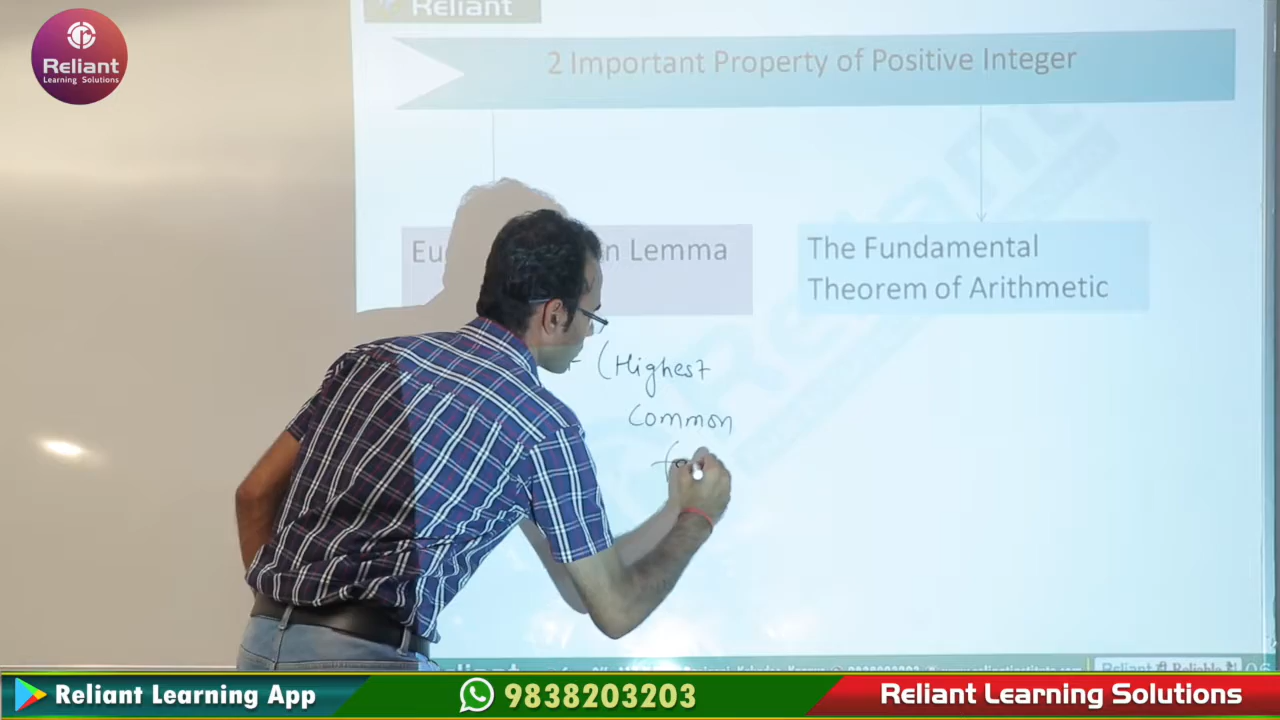 Reliant
Learning Solutions
Reliant
2 Important Property of Positive Integer
Lemma
The Fundamental
Theorem of Arithmetic
(Highest
Common
Reliant Learning App
9838203203
Reliant Learning Solutions